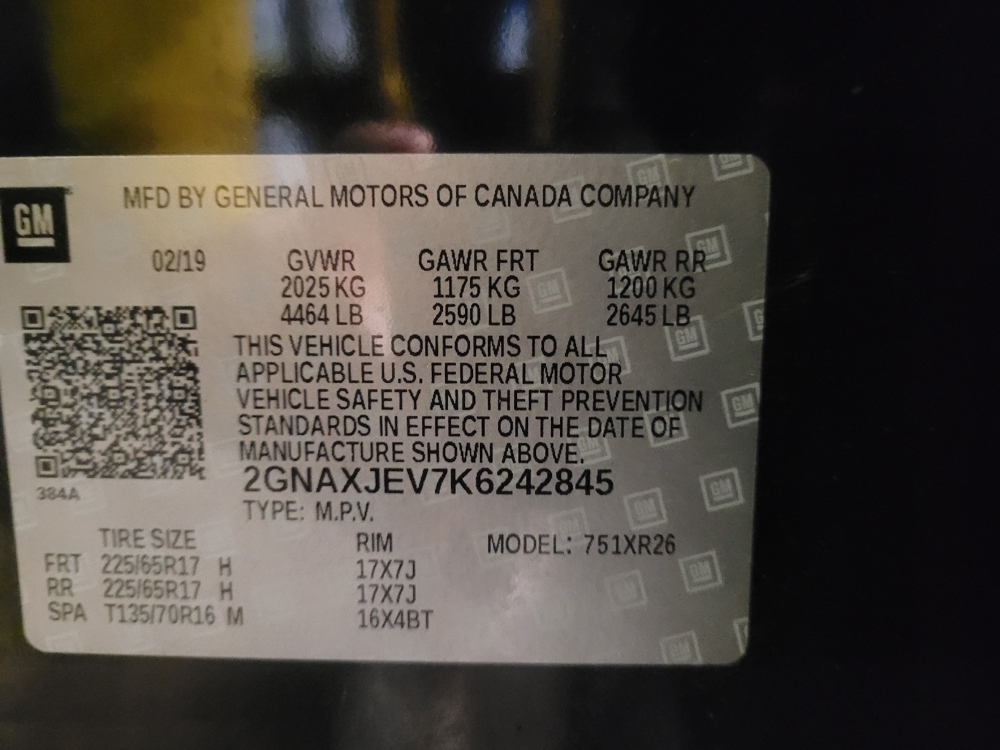 GM
MFD BY GENERAL MOTORS OF CANADA COMPANY
02/19 GVWR GAWR FRT GAWR RR
2025 KG 1175 KG 1200 KG
4464 LB 2590 LB 2645 LB
THIS VEHICLE CONFORMS TO ALL
APPLICABLE U.S. FEDERAL MOTOR
VEHICLE SAFETY AND THEFT PREVENTION
STANDARDS IN EFFECT ON THE DATE OF
MANUFACTURE SHOWN ABOVE.
2GNAXJEV7K6242845
384A
TYPE: M.P.V.
TIRE SIZE RIM MODEL: 751XR26
FRT 225/65R17 H 17X7J
RR 225/65R17 H 17X7J
SPA T135/70R16 M 16X4BT